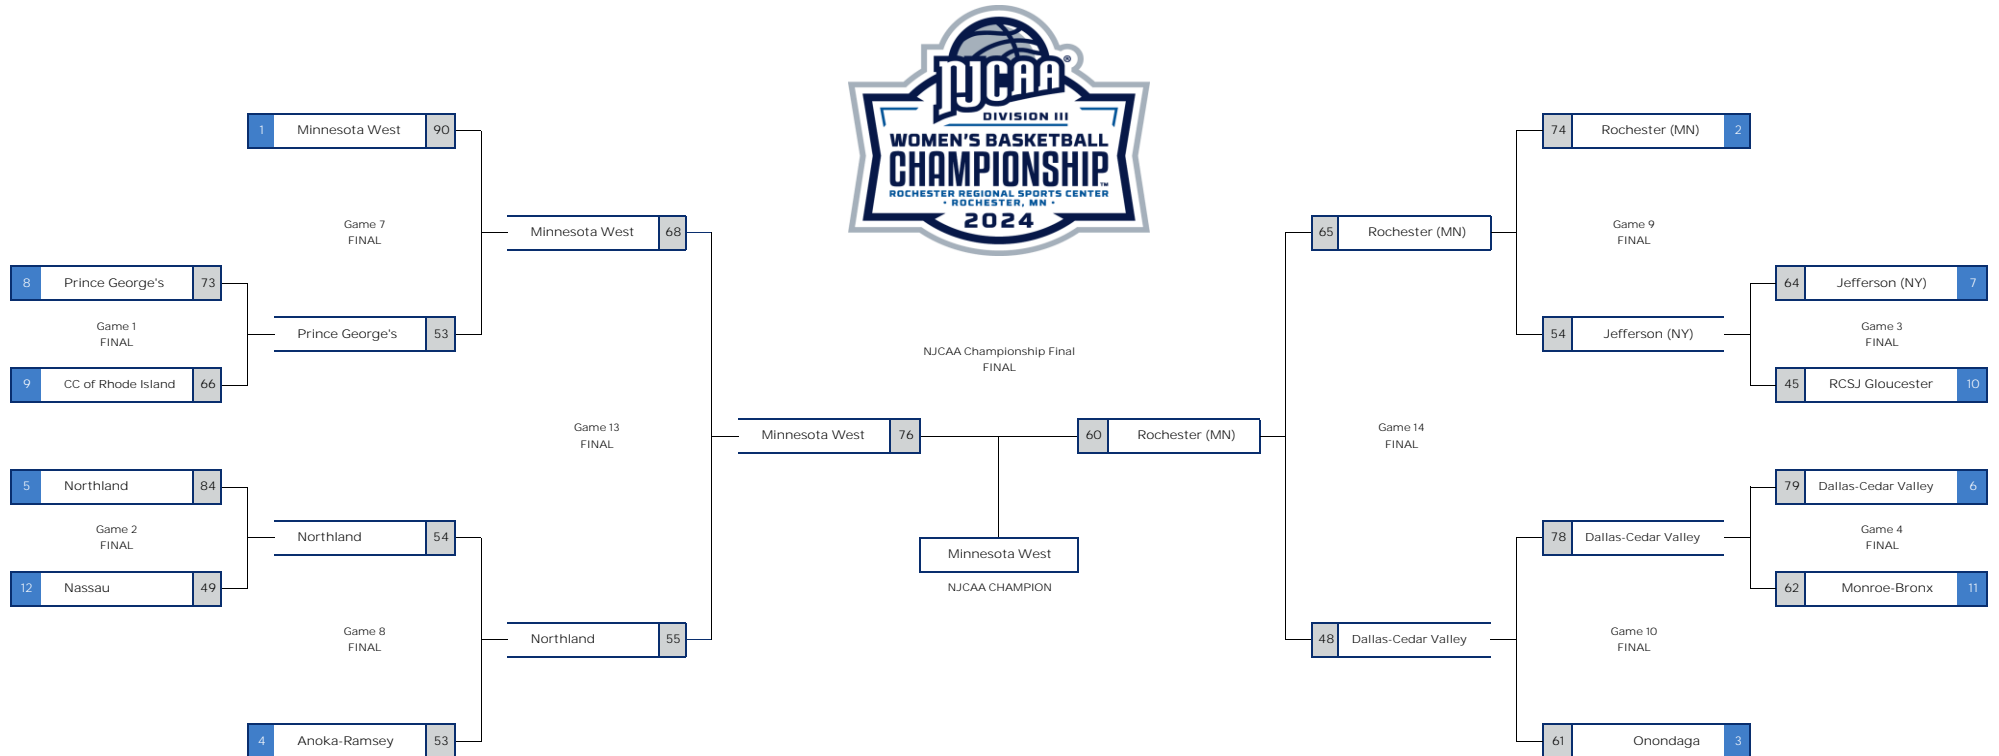 NJCAA®
DIVISION III
WOMEN'S BASKETBALL
CHAMPIONSHIP™
ROCHESTER REGIONAL SPORTS CENTER
• ROCHESTER, MN •
2024
1 Minnesota West 90
Game 7
FINAL
8 Prince George's 73
Game 1
FINAL
9 CC of Rhode Island 66
Prince George's 53
Minnesota West 68
5 Northland 84
Game 2
FINAL
12 Nassau 49
Northland 54
Game 8
FINAL
4 Anoka-Ramsey 53
Northland 55
Game 13
FINAL
NJCAA Championship Final
FINAL
Minnesota West 76
60 Rochester (MN)
Minnesota West
NJCAA CHAMPION
74 Rochester (MN) 2
65 Rochester (MN)
Game 9
FINAL
64 Jefferson (NY) 7
Game 3
FINAL
45 RCSJ Gloucester 10
54 Jefferson (NY)
Game 14
FINAL
79 Dallas-Cedar Valley 6
Game 4
FINAL
62 Monroe-Bronx 11
78 Dallas-Cedar Valley
Game 10
FINAL
48 Dallas-Cedar Valley
61 Onondaga 3